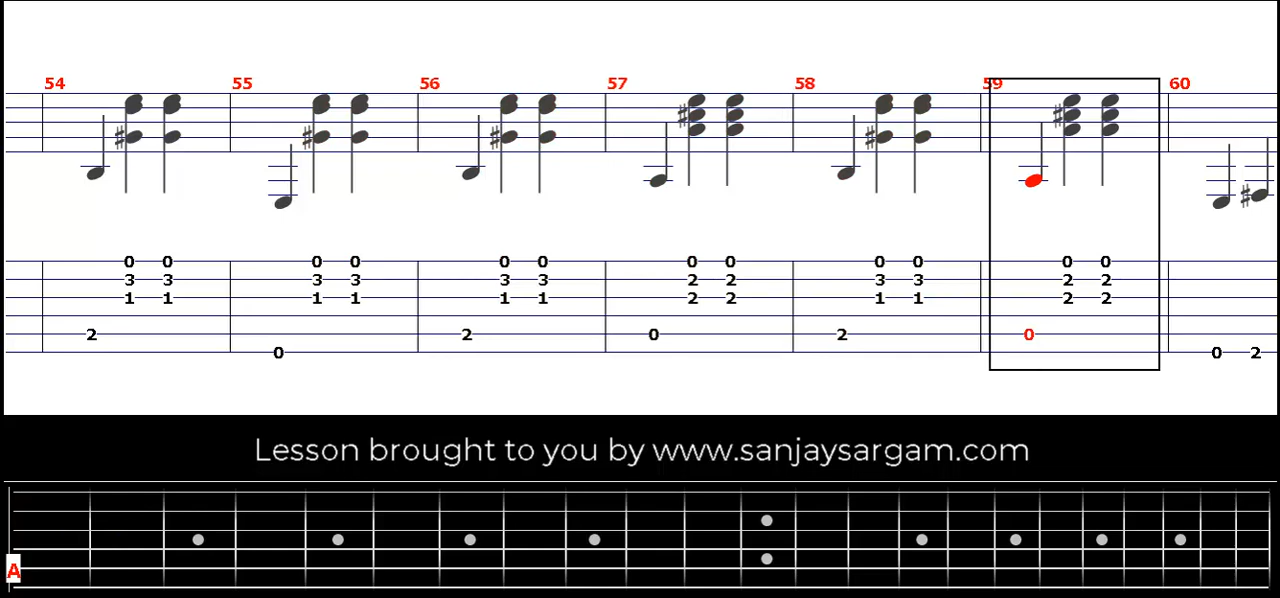 54 55 56 57 58 59 60
0 0 0 0 0 0 0 0 0 0 0 0
3 3 3 3 3 3 2 2 3 3 2 2
1 1 1 1 1 1 2 2 1 1 2 2
2 2 0 2 0
0 0 2
Lesson brought to you by www.sanjaysargam.com
A